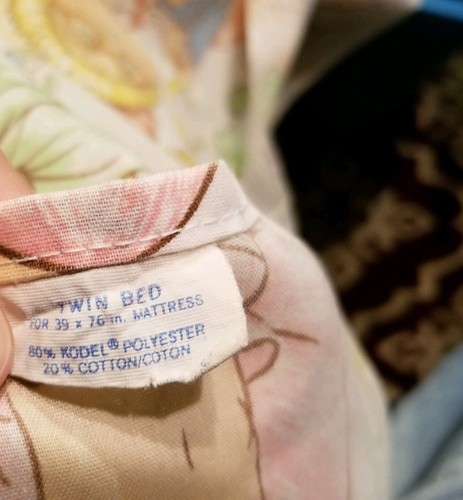 TWIN BED
FOR 39 x 76 in. MATTRESS
80% KODEL® POLYESTER
20% COTTON/COTON